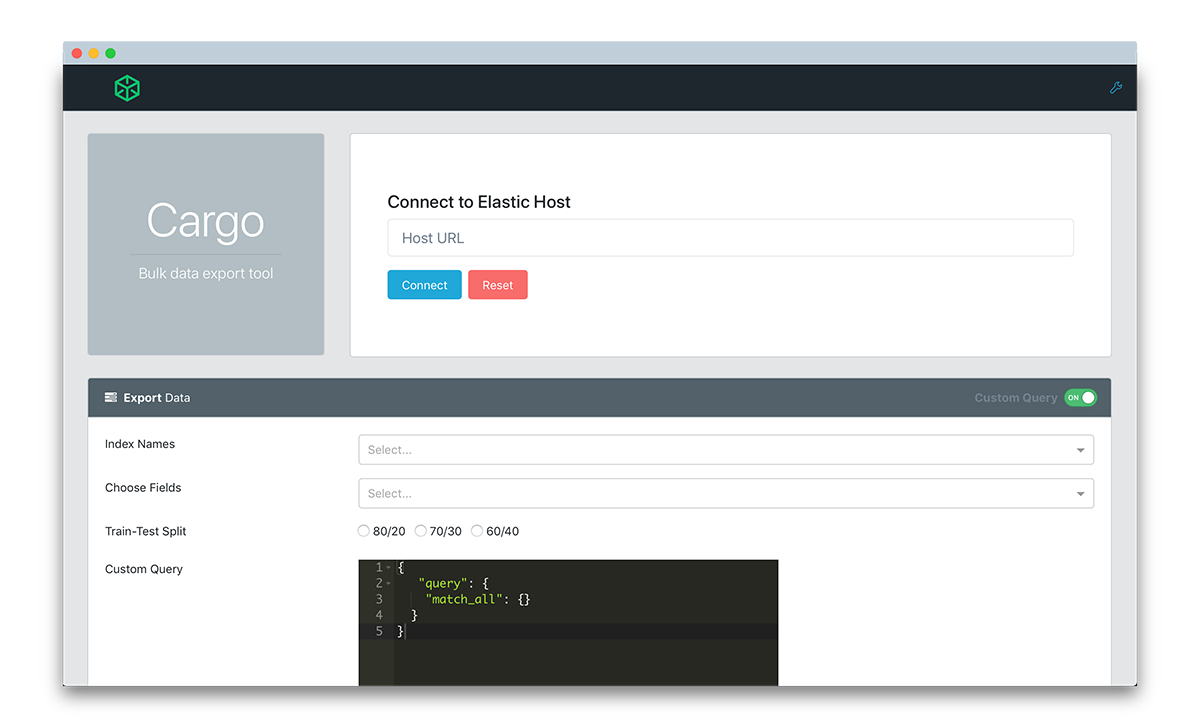 Cargo
Bulk data export tool
Connect to Elastic Host
Host URL
Connect Reset
Export Data Custom Query ON
Index Names Select...
Choose Fields Select...
Train-Test Split 80/20 70/30 60/40
Custom Query
1 {
2 "query": {
3 "match_all": {}
4 }
5 }